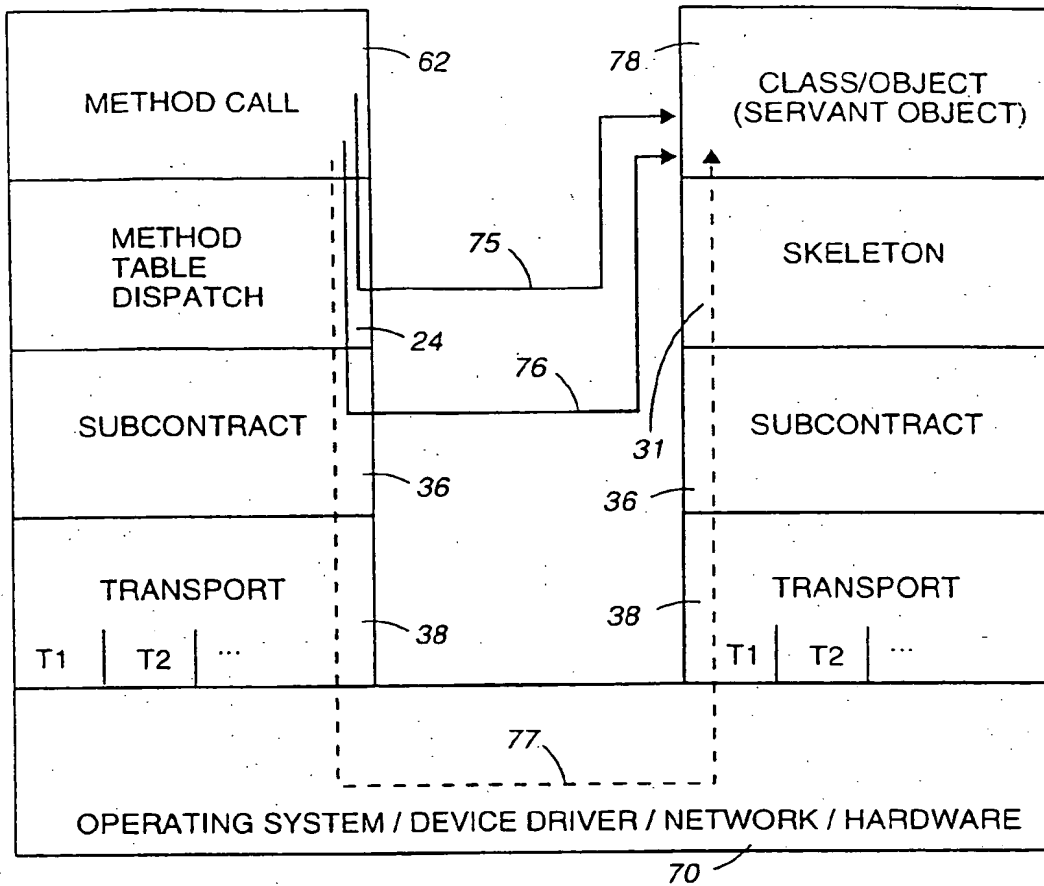 62
METHOD CALL
78
CLASS/OBJECT
(SERVANT OBJECT)
METHOD
TABLE
DISPATCH
75
24
SKELETON
31
76
SUBCONTRACT
36
SUBCONTRACT
36
TRANSPORT
38
T1 T2 ...
TRANSPORT
38
T1 T2 ...
77
OPERATING SYSTEM / DEVICE DRIVER / NETWORK / HARDWARE
70